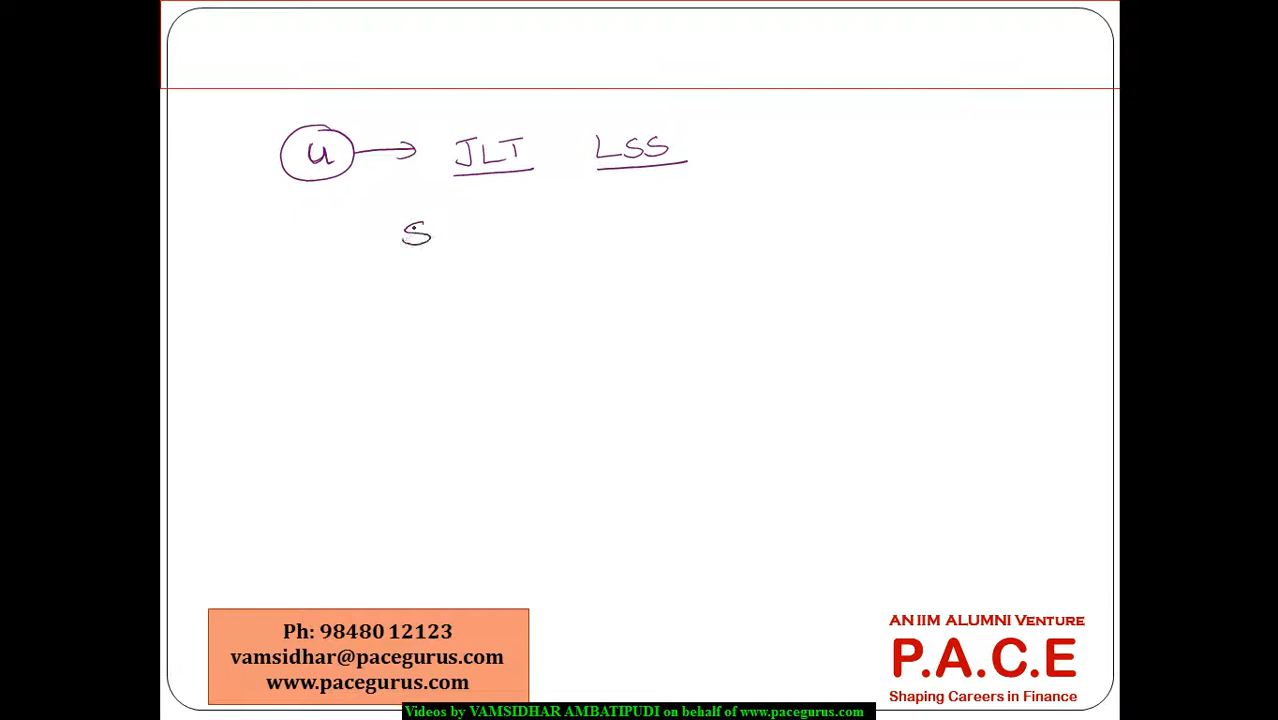 u → JLT LSS
S
Ph: 98480 12123
vamsidhar@pacegurus.com
www.pacegurus.com
AN IIM ALUMNI VENTURE
P.A.C.E
Shaping Careers in Finance
Videos by VAMSIDHAR AMBATIPUDI on behalf of www.pacegurus.com